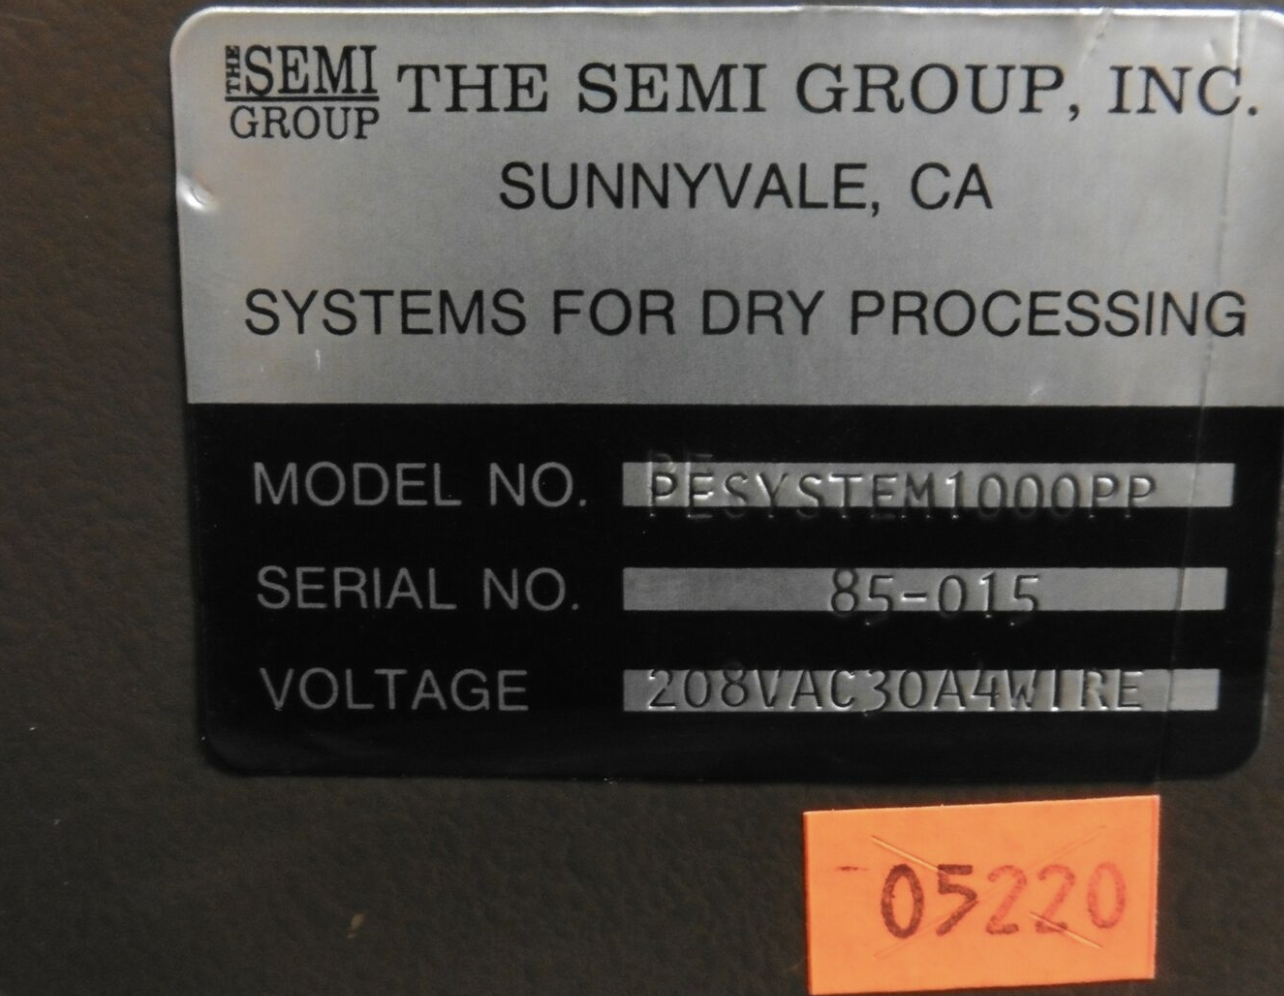 THE SEMI GROUP
THE SEMI GROUP, INC.
SUNNYVALE, CA
SYSTEMS FOR DRY PROCESSING
MODEL NO. PESYSTEM1000PP
SERIAL NO. 85-015
VOLTAGE 208VAC30A4WIRE
05220